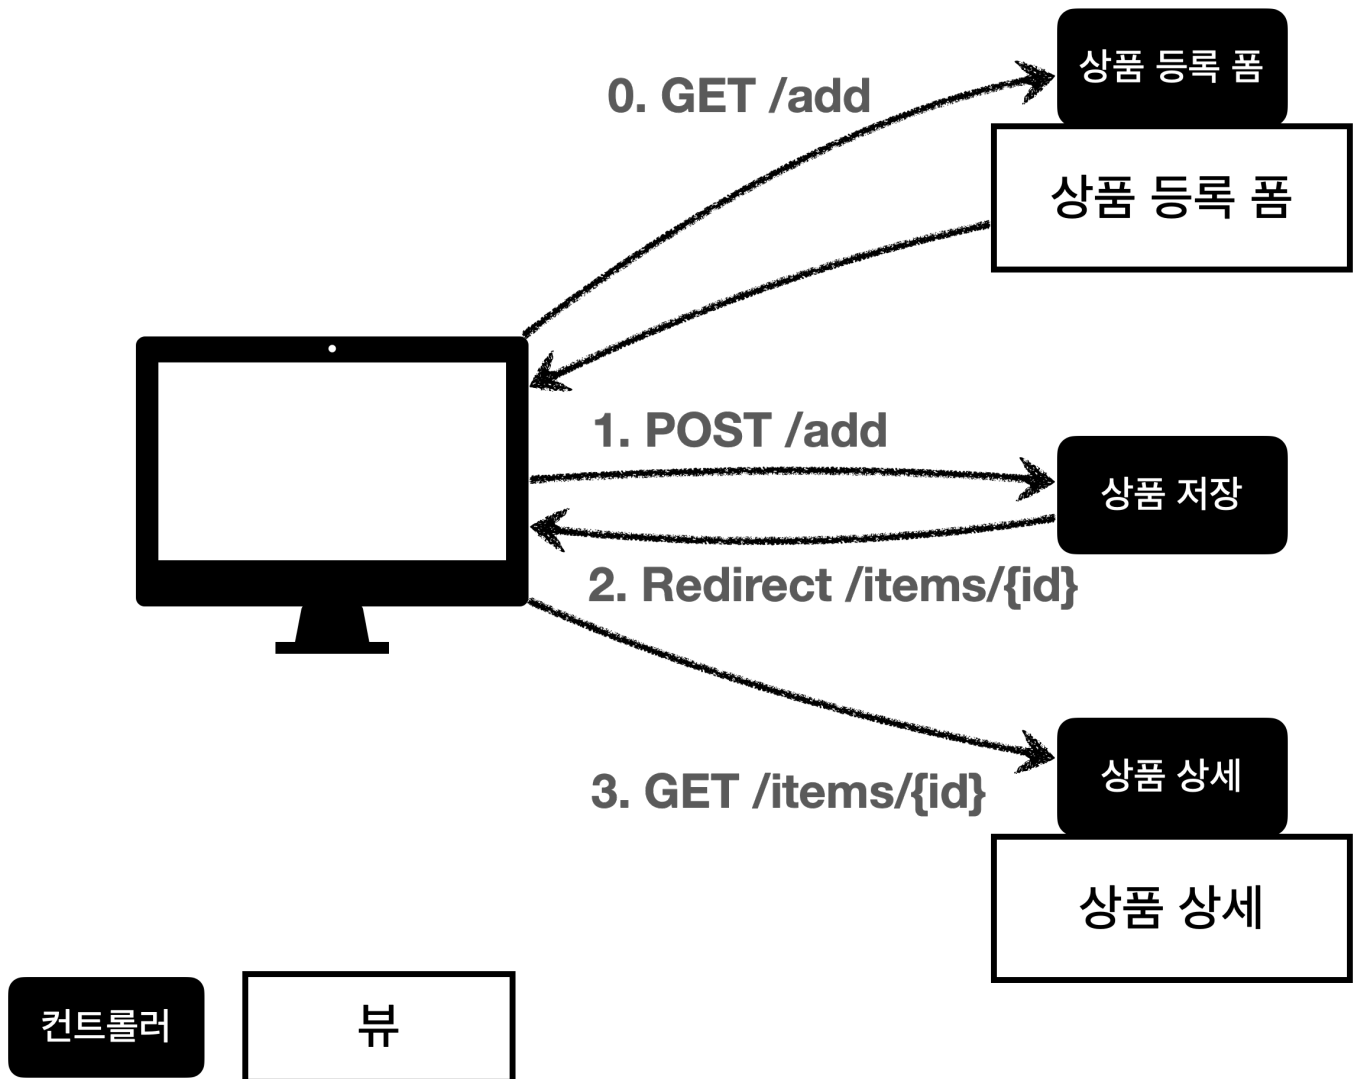 상품 등록 폼
0. GET /add
상품 등록 폼
1. POST /add
상품 저장
2. Redirect /items/{id}
상품 상세
3. GET /items/{id}
상품 상세
컨트롤러
뷰